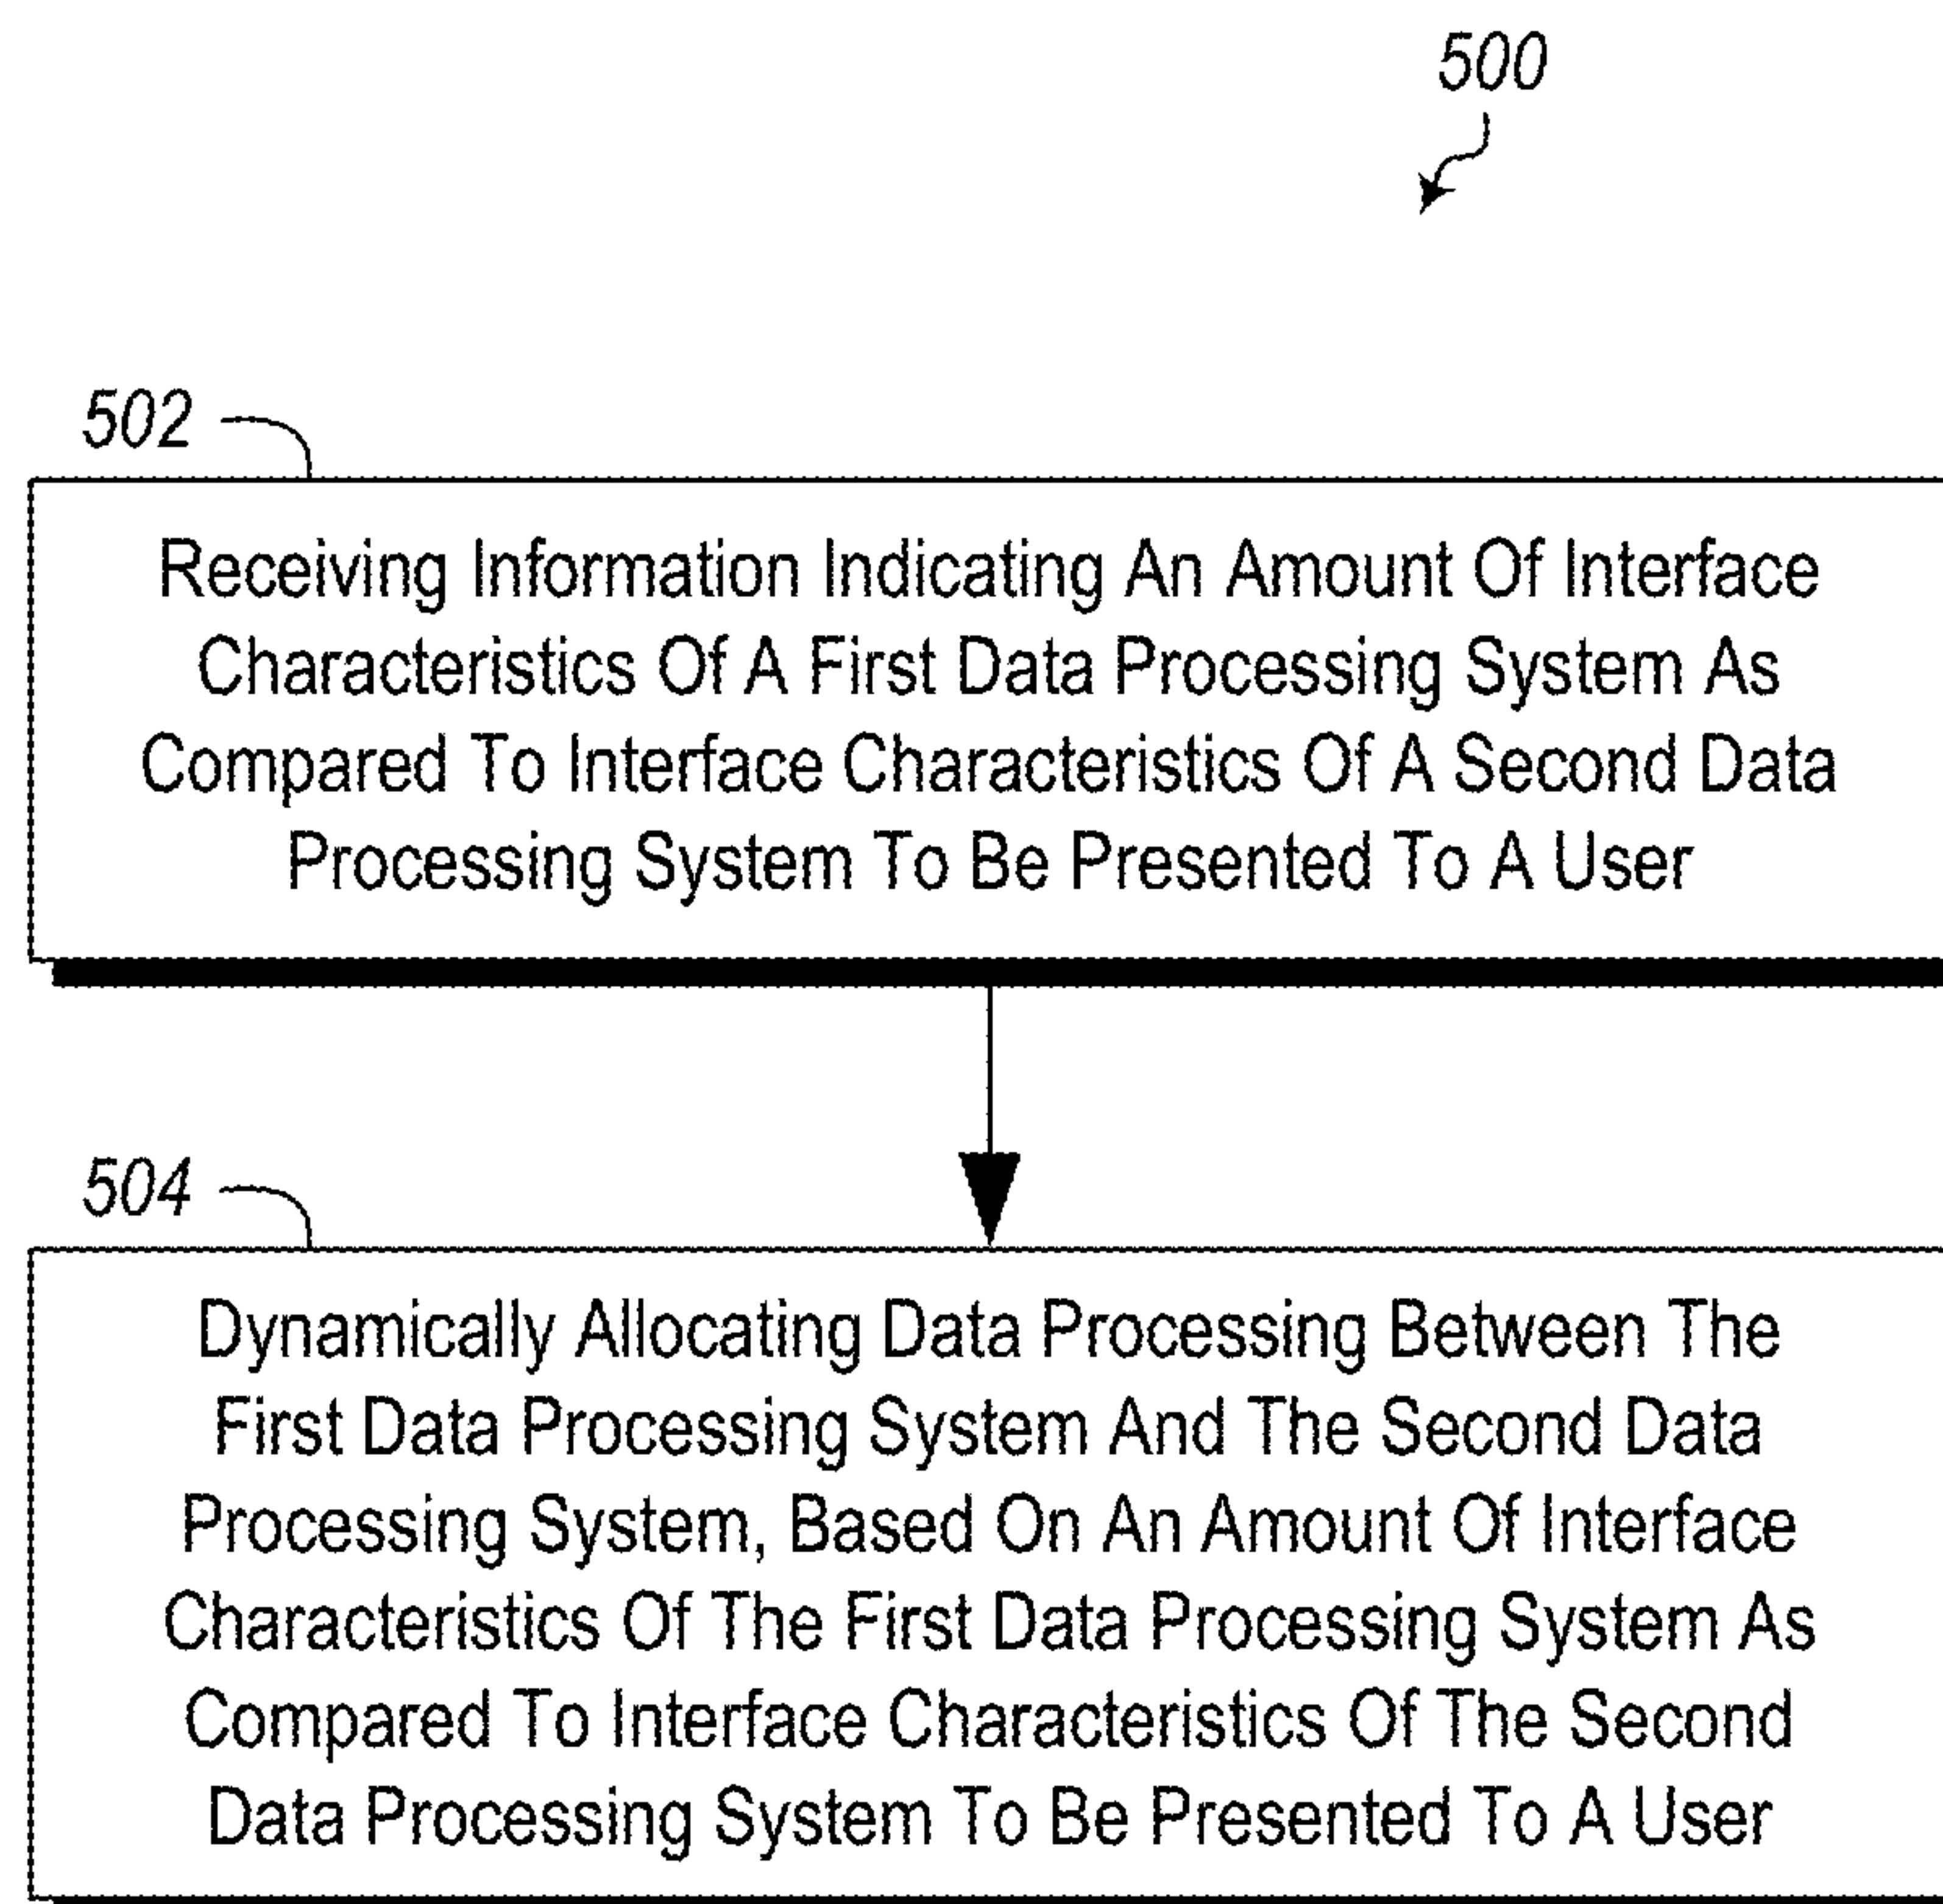 500
502
Receiving Information Indicating An Amount Of Interface
Characteristics Of A First Data Processing System As
Compared To Interface Characteristics Of A Second Data
Processing System To Be Presented To A User
504
Dynamically Allocating Data Processing Between The
First Data Processing System And The Second Data
Processing System, Based On An Amount Of Interface
Characteristics Of The First Data Processing System As
Compared To Interface Characteristics Of The Second
Data Processing System To Be Presented To A User